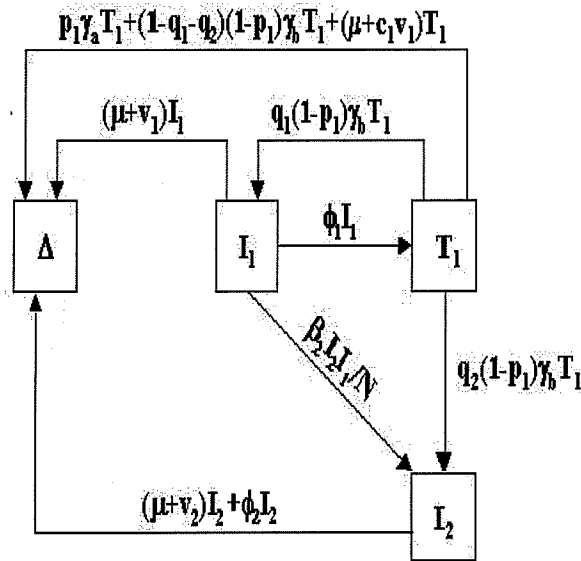 p₁γₐT₁+(1-q₁-q₂)(1-p₁)γ_bT₁+(μ+c₁v₁)T₁
(μ+v₁)I₁
q₁(1-p₁)γ_bT₁
Δ
I₁
ϕ₁I₁
T₁
β₂I₂I₁/N
q₂(1-p₁)γ_bT₁
(μ+v₂)I₂+ϕ₂I₂
I₂